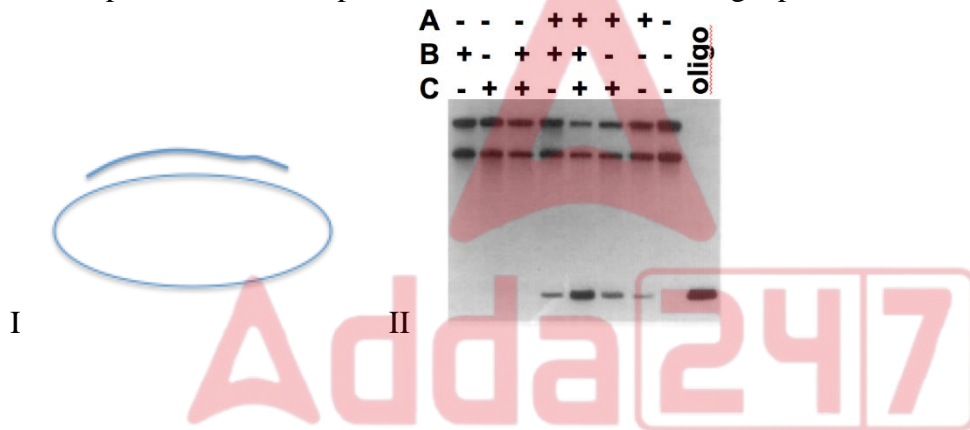 A - - - + + + + -
B + - + + + - - -
C - + + - + + - -
oligo
I
II
Adda247